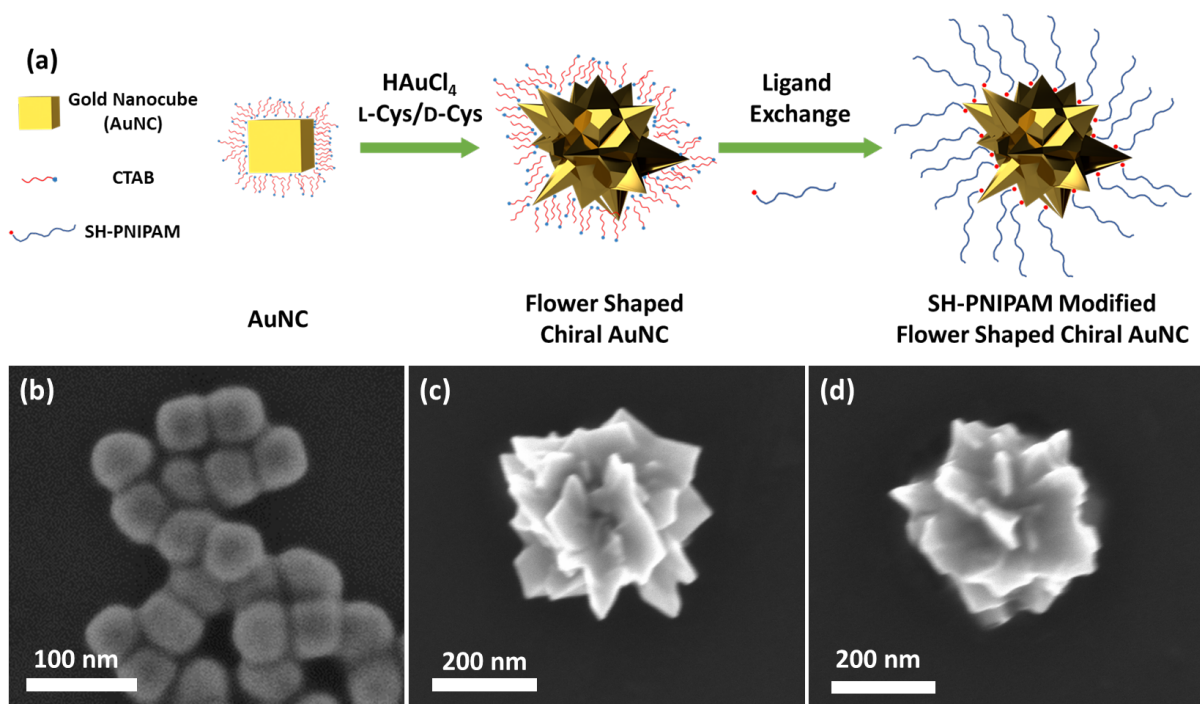 (a)
Gold Nanocube
(AuNC)
CTAB
SH-PNIPAM
HAuCl₄
L-Cys/D-Cys
Ligand
Exchange
AuNC
Flower Shaped
Chiral AuNC
SH-PNIPAM Modified
Flower Shaped Chiral AuNC
(b)
100 nm
(c)
200 nm
(d)
200 nm